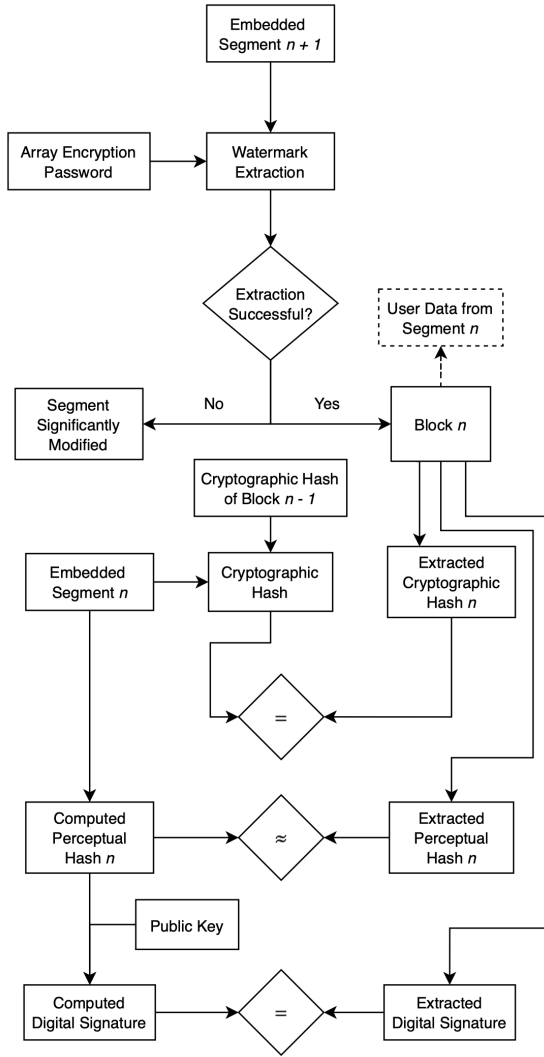 Embedded
Segment n + 1
Array Encryption
Password
Watermark
Extraction
Extraction
Successful?
User Data from
Segment n
No
Yes
Segment
Significantly
Modified
Block n
Cryptographic Hash
of Block n - 1
Embedded
Segment n
Cryptographic
Hash
Extracted
Cryptographic
Hash n
=
Computed
Perceptual
Hash n
≈
Extracted
Perceptual
Hash n
Public Key
Computed
Digital Signature
=
Extracted
Digital Signature